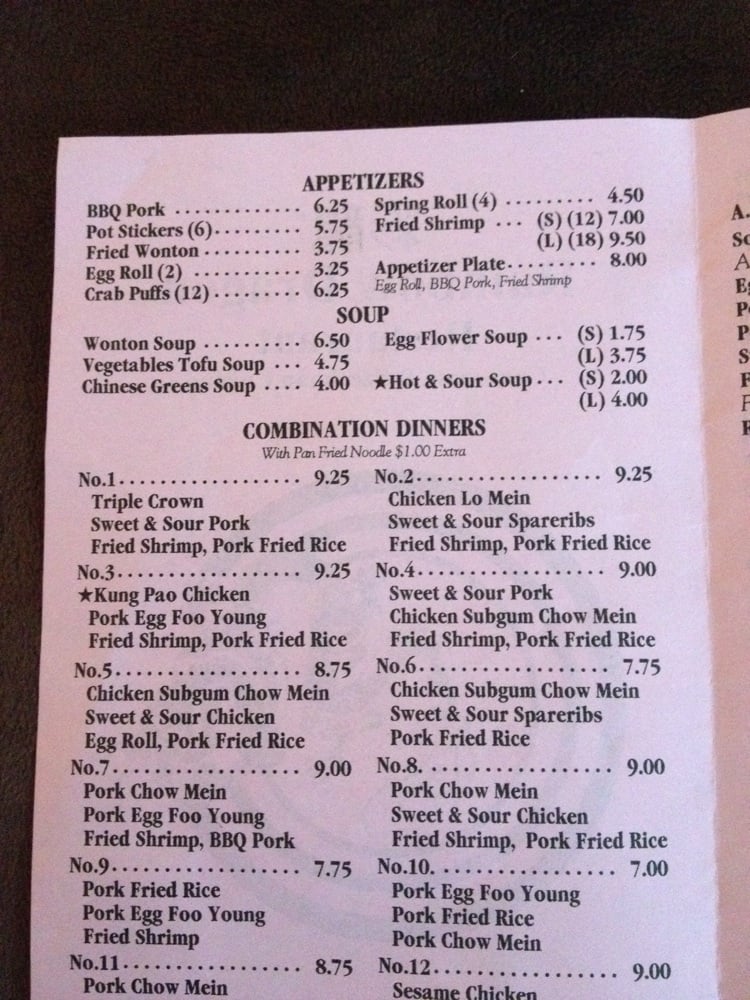 APPETIZERS
BBQ Pork ............. 6.25
Pot Stickers (6) ......... 5.75
Fried Wonton .......... 3.75
Egg Roll (2) ........... 3.25
Crab Puffs (12) ......... 6.25
Spring Roll (4) ......... 4.50
Fried Shrimp ... (S) (12) 7.00
(L) (18) 9.50
Appetizer Plate ......... 8.00
Egg Roll, BBQ Pork, Fried Shrimp
SOUP
Wonton Soup .......... 6.50
Vegetables Tofu Soup ... 4.75
Chinese Greens Soup .... 4.00
Egg Flower Soup ... (S) 1.75
(L) 3.75
★Hot & Sour Soup ... (S) 2.00
(L) 4.00
COMBINATION DINNERS
With Pan Fried Noodle $1.00 Extra
No.1 .................. 9.25
Triple Crown
Sweet & Sour Pork
Fried Shrimp, Pork Fried Rice
No.2 .................. 9.25
Chicken Lo Mein
Sweet & Sour Spareribs
Fried Shrimp, Pork Fried Rice
No.3 .................. 9.25
★Kung Pao Chicken
Pork Egg Foo Young
Fried Shrimp, Pork Fried Rice
No.4 .................. 9.00
Sweet & Sour Pork
Chicken Subgum Chow Mein
Fried Shrimp, Pork Fried Rice
No.5 .................. 8.75
Chicken Subgum Chow Mein
Sweet & Sour Chicken
Egg Roll, Pork Fried Rice
No.6 .................. 7.75
Chicken Subgum Chow Mein
Sweet & Sour Spareribs
Pork Fried Rice
No.7 .................. 9.00
Pork Chow Mein
Pork Egg Foo Young
Fried Shrimp, BBQ Pork
No.8. ................. 9.00
Pork Chow Mein
Sweet & Sour Chicken
Fried Shrimp, Pork Fried Rice
No.9 .................. 7.75
Pork Fried Rice
Pork Egg Foo Young
Fried Shrimp
No.10. ................ 7.00
Pork Egg Foo Young
Pork Fried Rice
Pork Chow Mein
No.11 ................. 8.75
Pork Chow Mein
No.12 ................. 9.00
Sesame Chicken